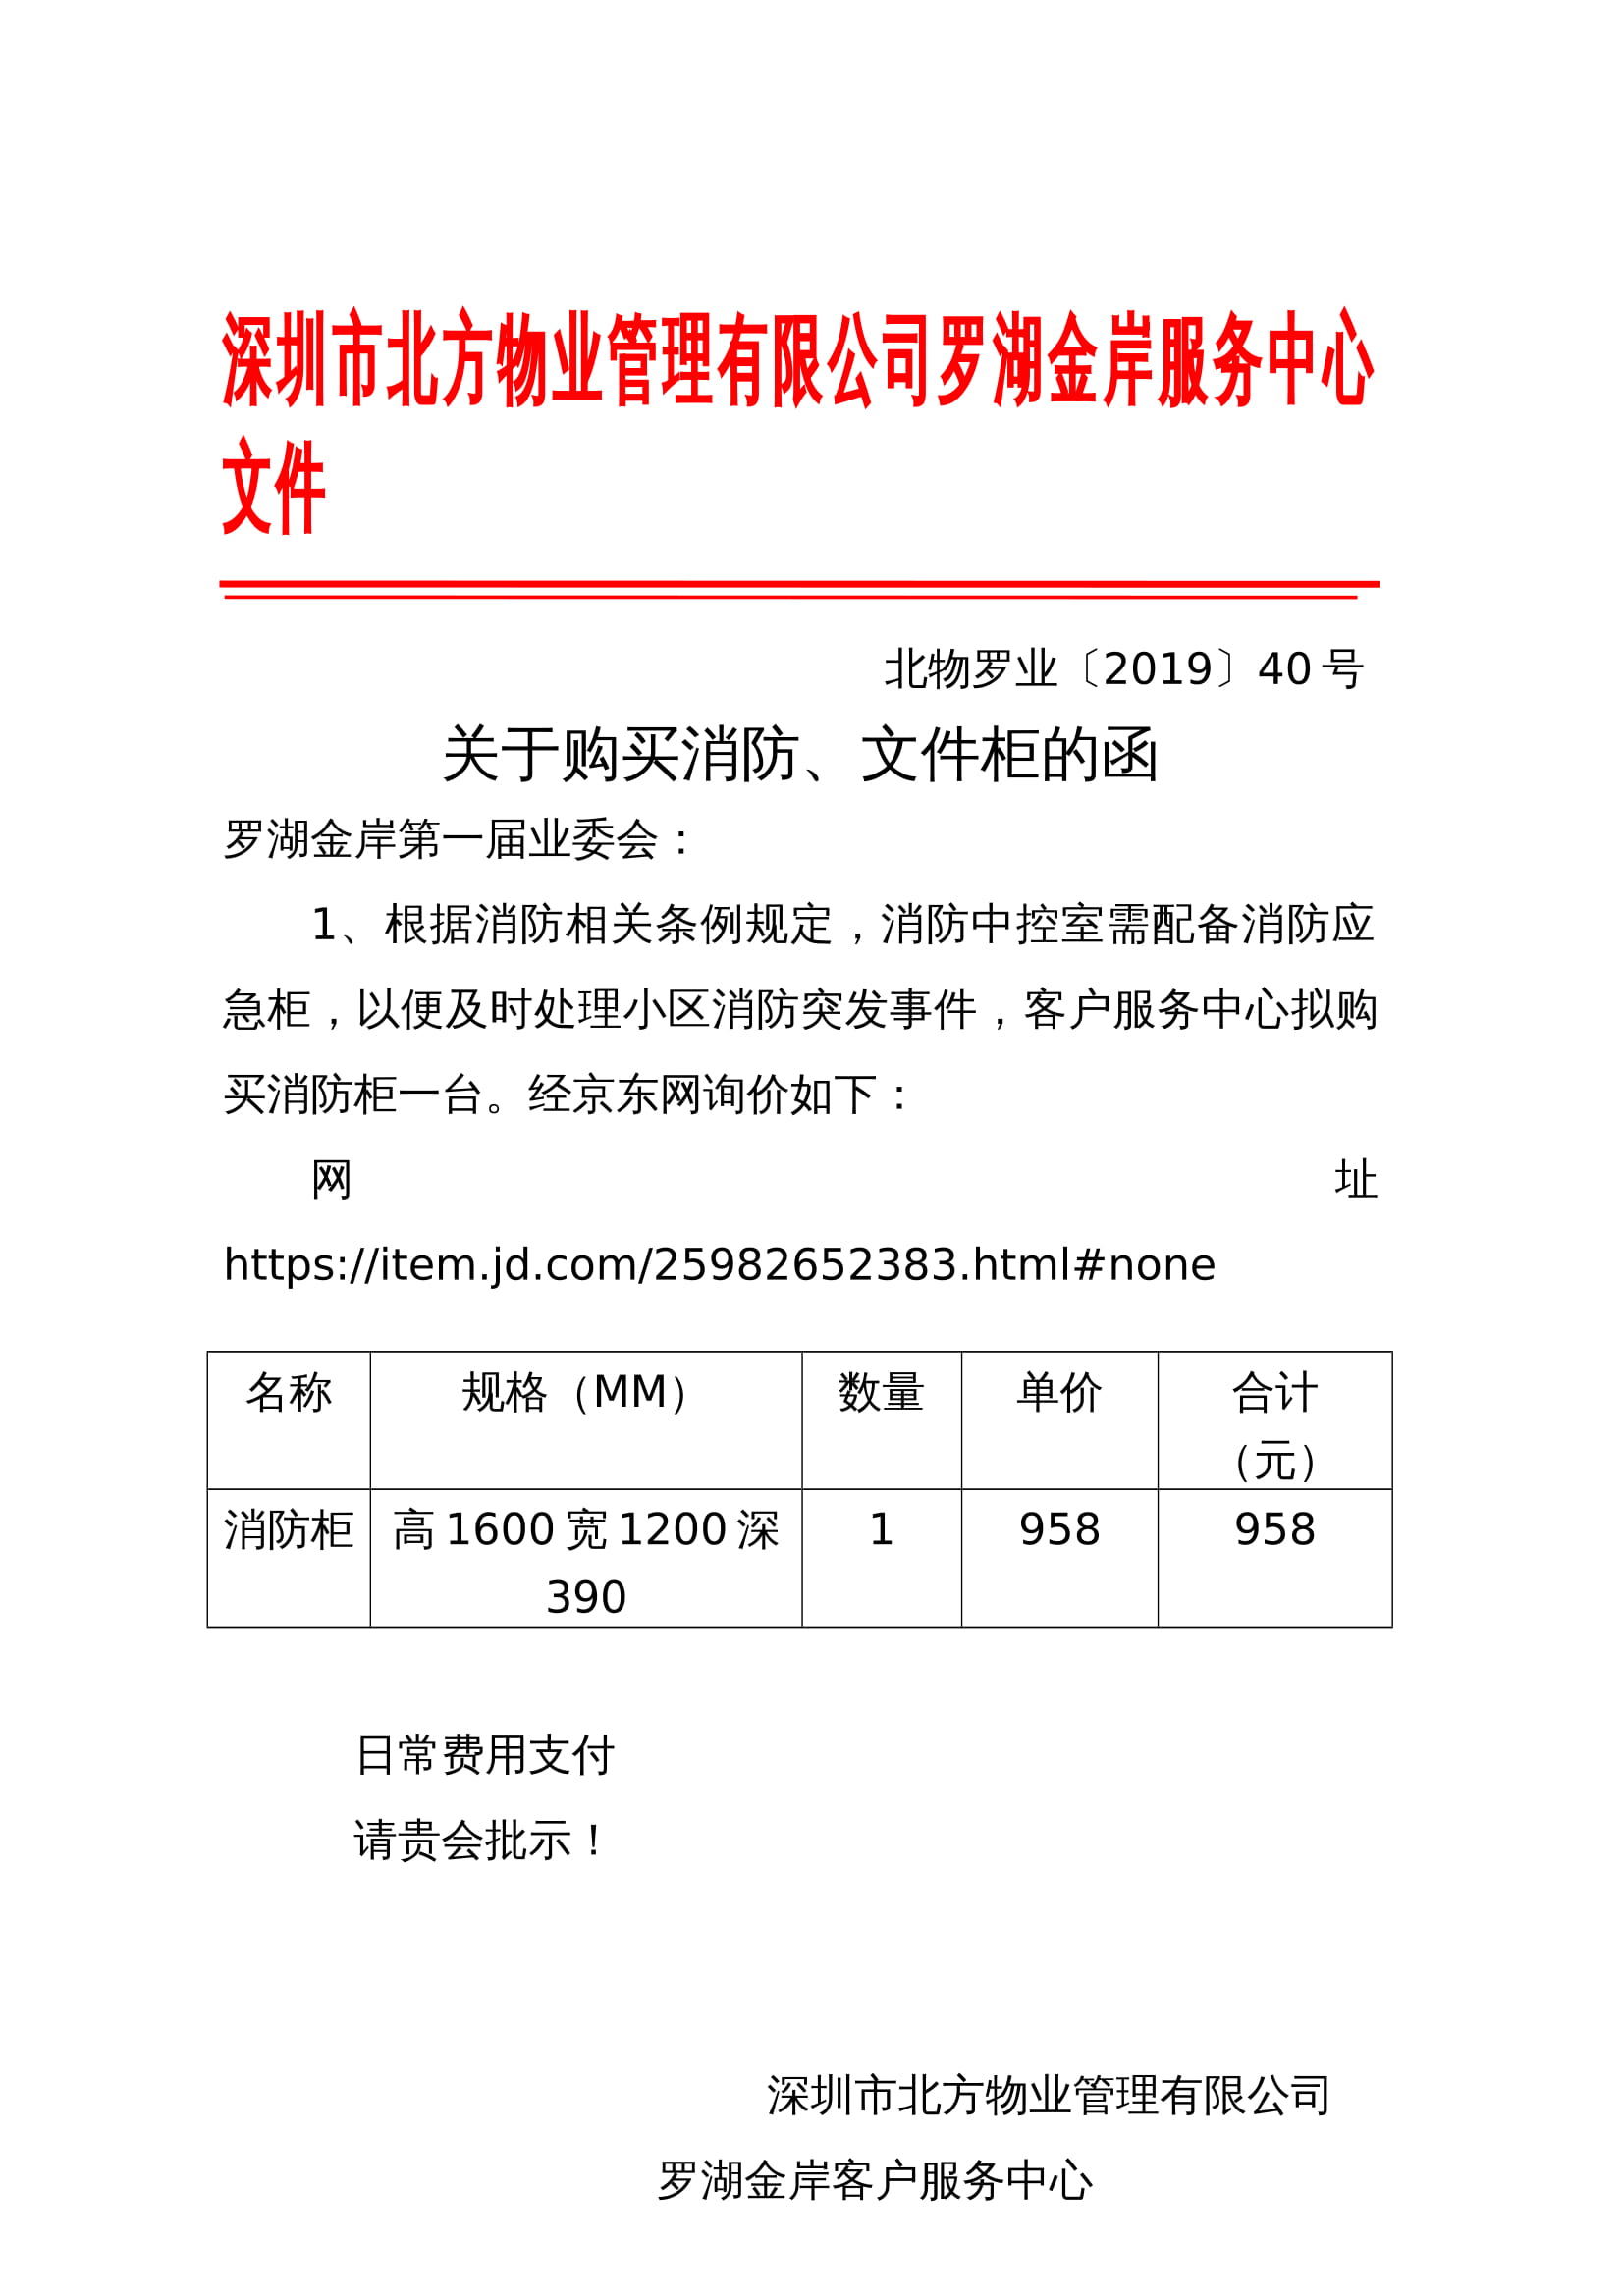 深圳市北方物业管理有限公司罗湖金岸服务中心
文件
北物罗业〔2019〕40号
关于购买消防、文件柜的函
罗湖金岸第一届业委会：
1、根据消防相关条例规定，消防中控室需配备消防应
急柜，以便及时处理小区消防突发事件，客户服务中心拟购
买消防柜一台。经京东网询价如下：
网 址
https://item.jd.com/25982652383.html#none
名称 规格（MM） 数量 单价 合计
（元）
消防柜 高1600宽1200深 1 958 958
390
日常费用支付
请贵会批示！
深圳市北方物业管理有限公司
罗湖金岸客户服务中心